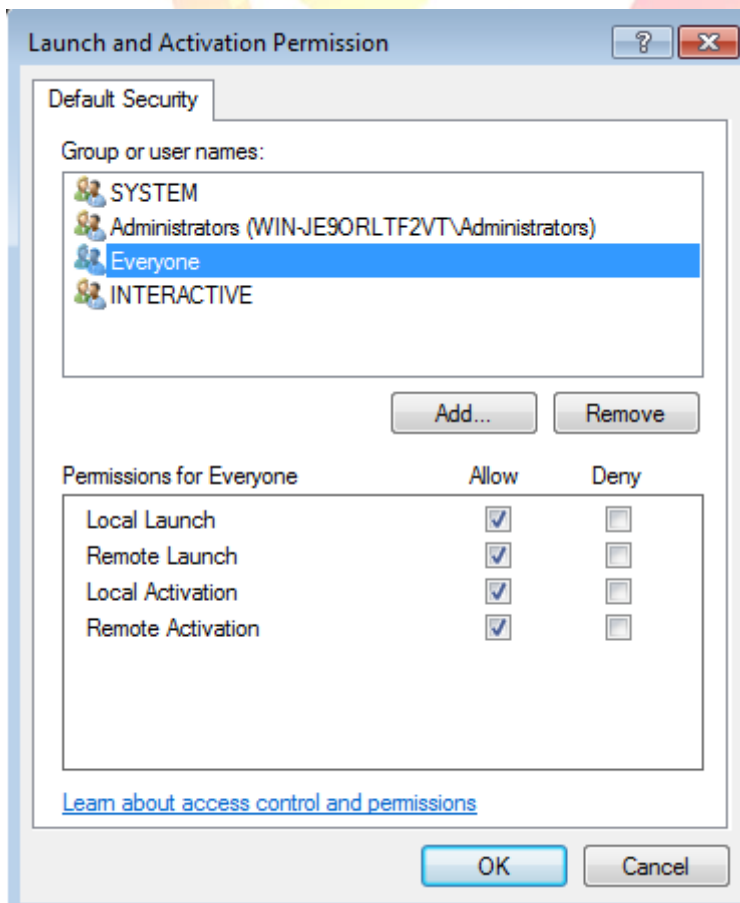 Launch and Activation Permission
Default Security
Group or user names:
SYSTEM
Administrators (WIN-JE9ORLTF2VT\Administrators)
Everyone
INTERACTIVE
Add... Remove
Permissions for Everyone Allow Deny
Local Launch
Remote Launch
Local Activation
Remote Activation
Learn about access control and permissions
OK Cancel